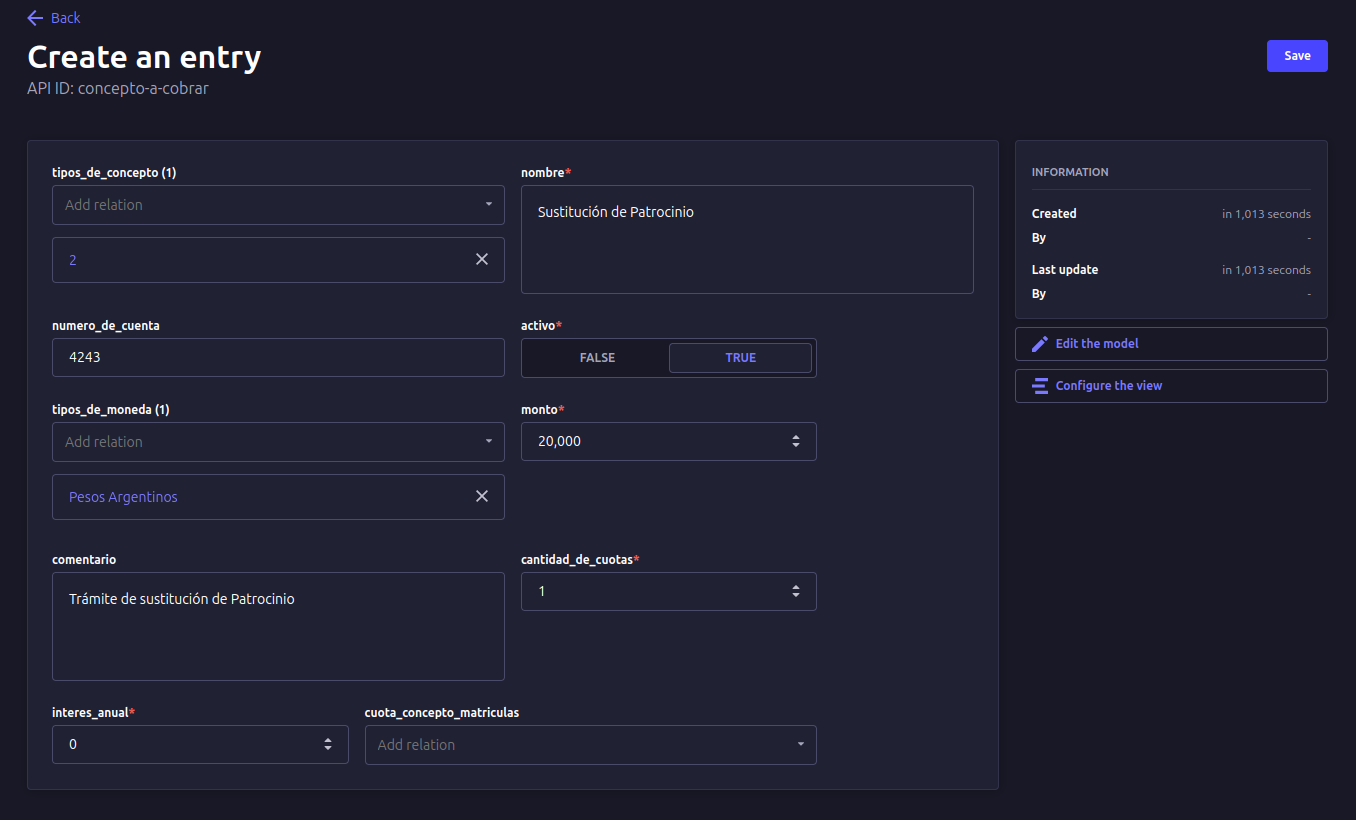 Back
Create an entry
Save
API ID: concepto-a-cobrar
tipos_de_concepto (1)
Add relation
2
nombre*
Sustitución de Patrocinio
numero_de_cuenta
4243
activo*
FALSE
TRUE
tipos_de_moneda (1)
Add relation
Pesos Argentinos
monto*
20,000
comentario
Trámite de sustitución de Patrocinio
cantidad_de_cuotas*
1
interes_anual*
0
cuota_concepto_matriculas
Add relation
INFORMATION
Created in 1,013 seconds
By -
Last update in 1,013 seconds
By -
Edit the model
Configure the view